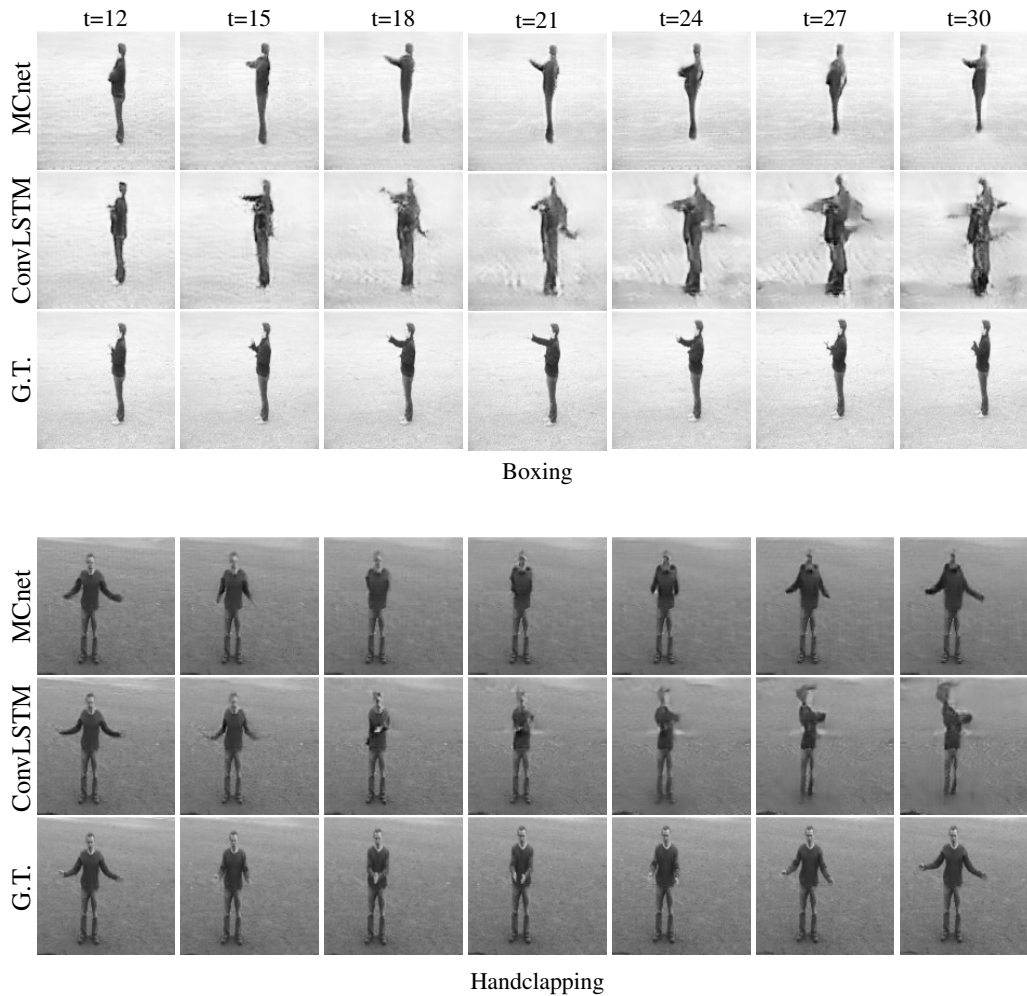 t=12 t=15 t=18 t=21 t=24 t=27 t=30
MCnet
ConvLSTM
G.T.
Boxing
MCnet
ConvLSTM
G.T.
Handclapping